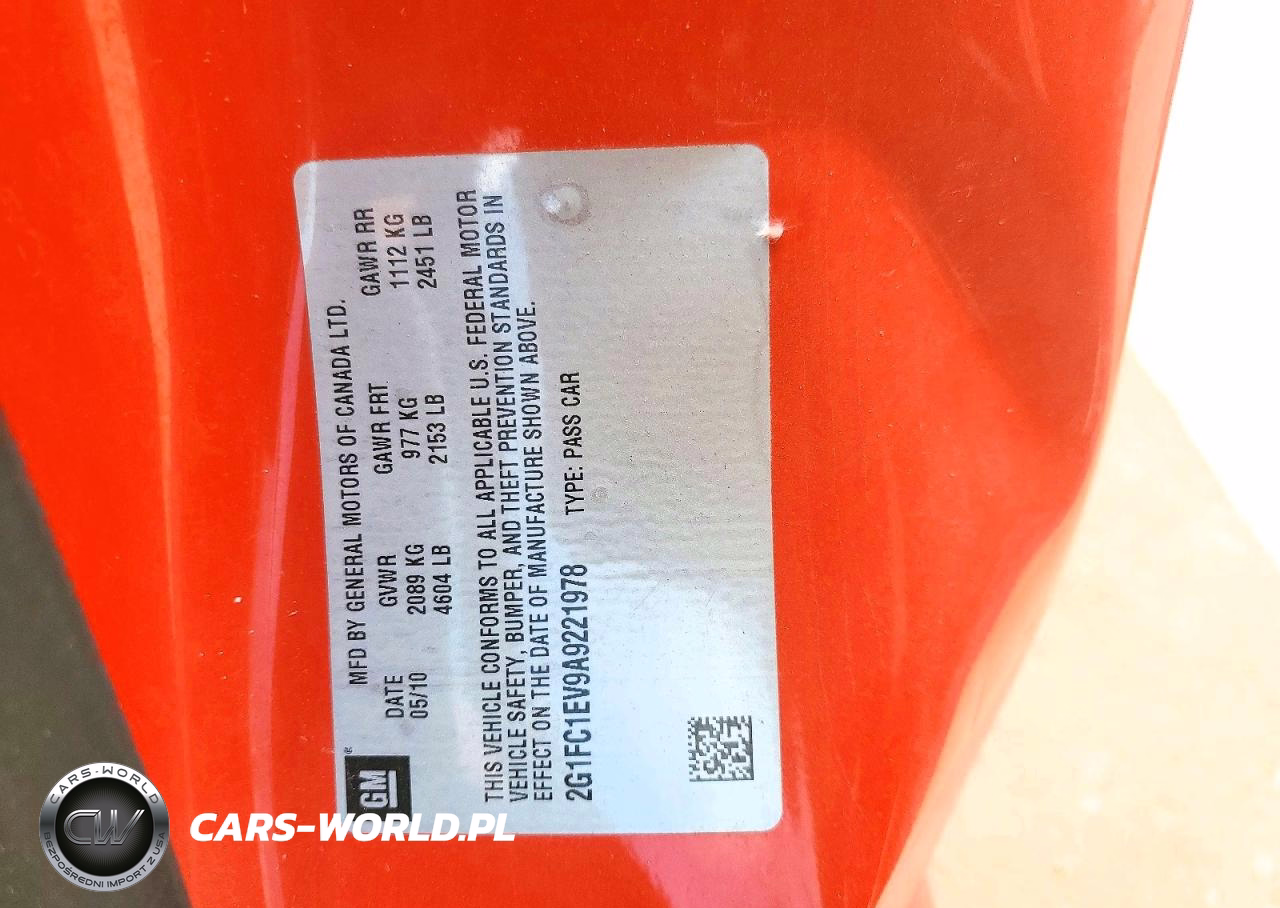 GM ®
MFD BY GENERAL MOTORS OF CANADA LTD.
DATE GVWR GAWR FRT GAWR RR
05/10 2089 KG 977 KG 1112 KG
4604 LB 2153 LB 2451 LB
THIS VEHICLE CONFORMS TO ALL APPLICABLE U.S. FEDERAL MOTOR
VEHICLE SAFETY, BUMPER, AND THEFT PREVENTION STANDARDS IN
EFFECT ON THE DATE OF MANUFACTURE SHOWN ABOVE.
2G1FC1EV9A9221978 TYPE: PASS CAR
CARS-WORLD
CW
BEZPOŚREDNI IMPORT Z USA
CARS-WORLD.PL